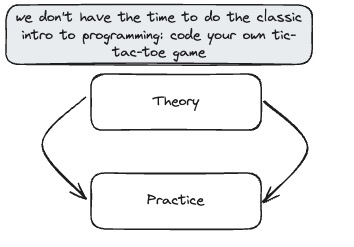 we don't have the time to do the classic
intro to programming: code your own tic-
tac-toe game
Theory
Practice